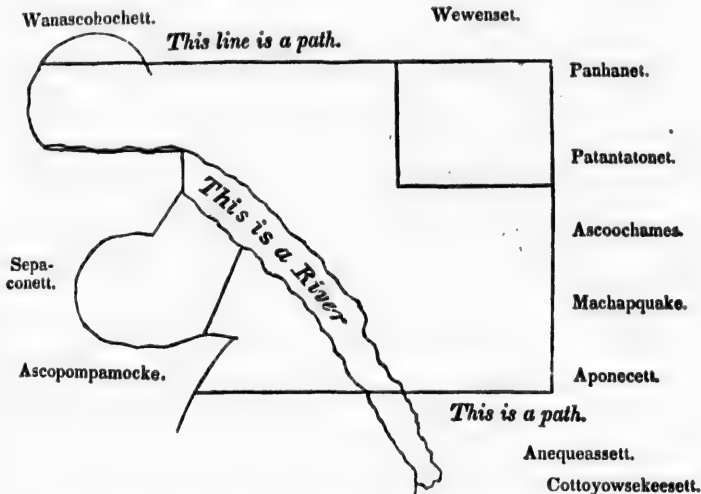 Wanascohochett.
Wewenset.
This line is a path.
Panhanet.
Patantatonet.
This is a River
Ascoochames.
Sepa-
conett.
Machapquake.
Ascopompamocke.
Aponecett.
This is a path.
Anequeassett.
Cottoyowsekeesett.